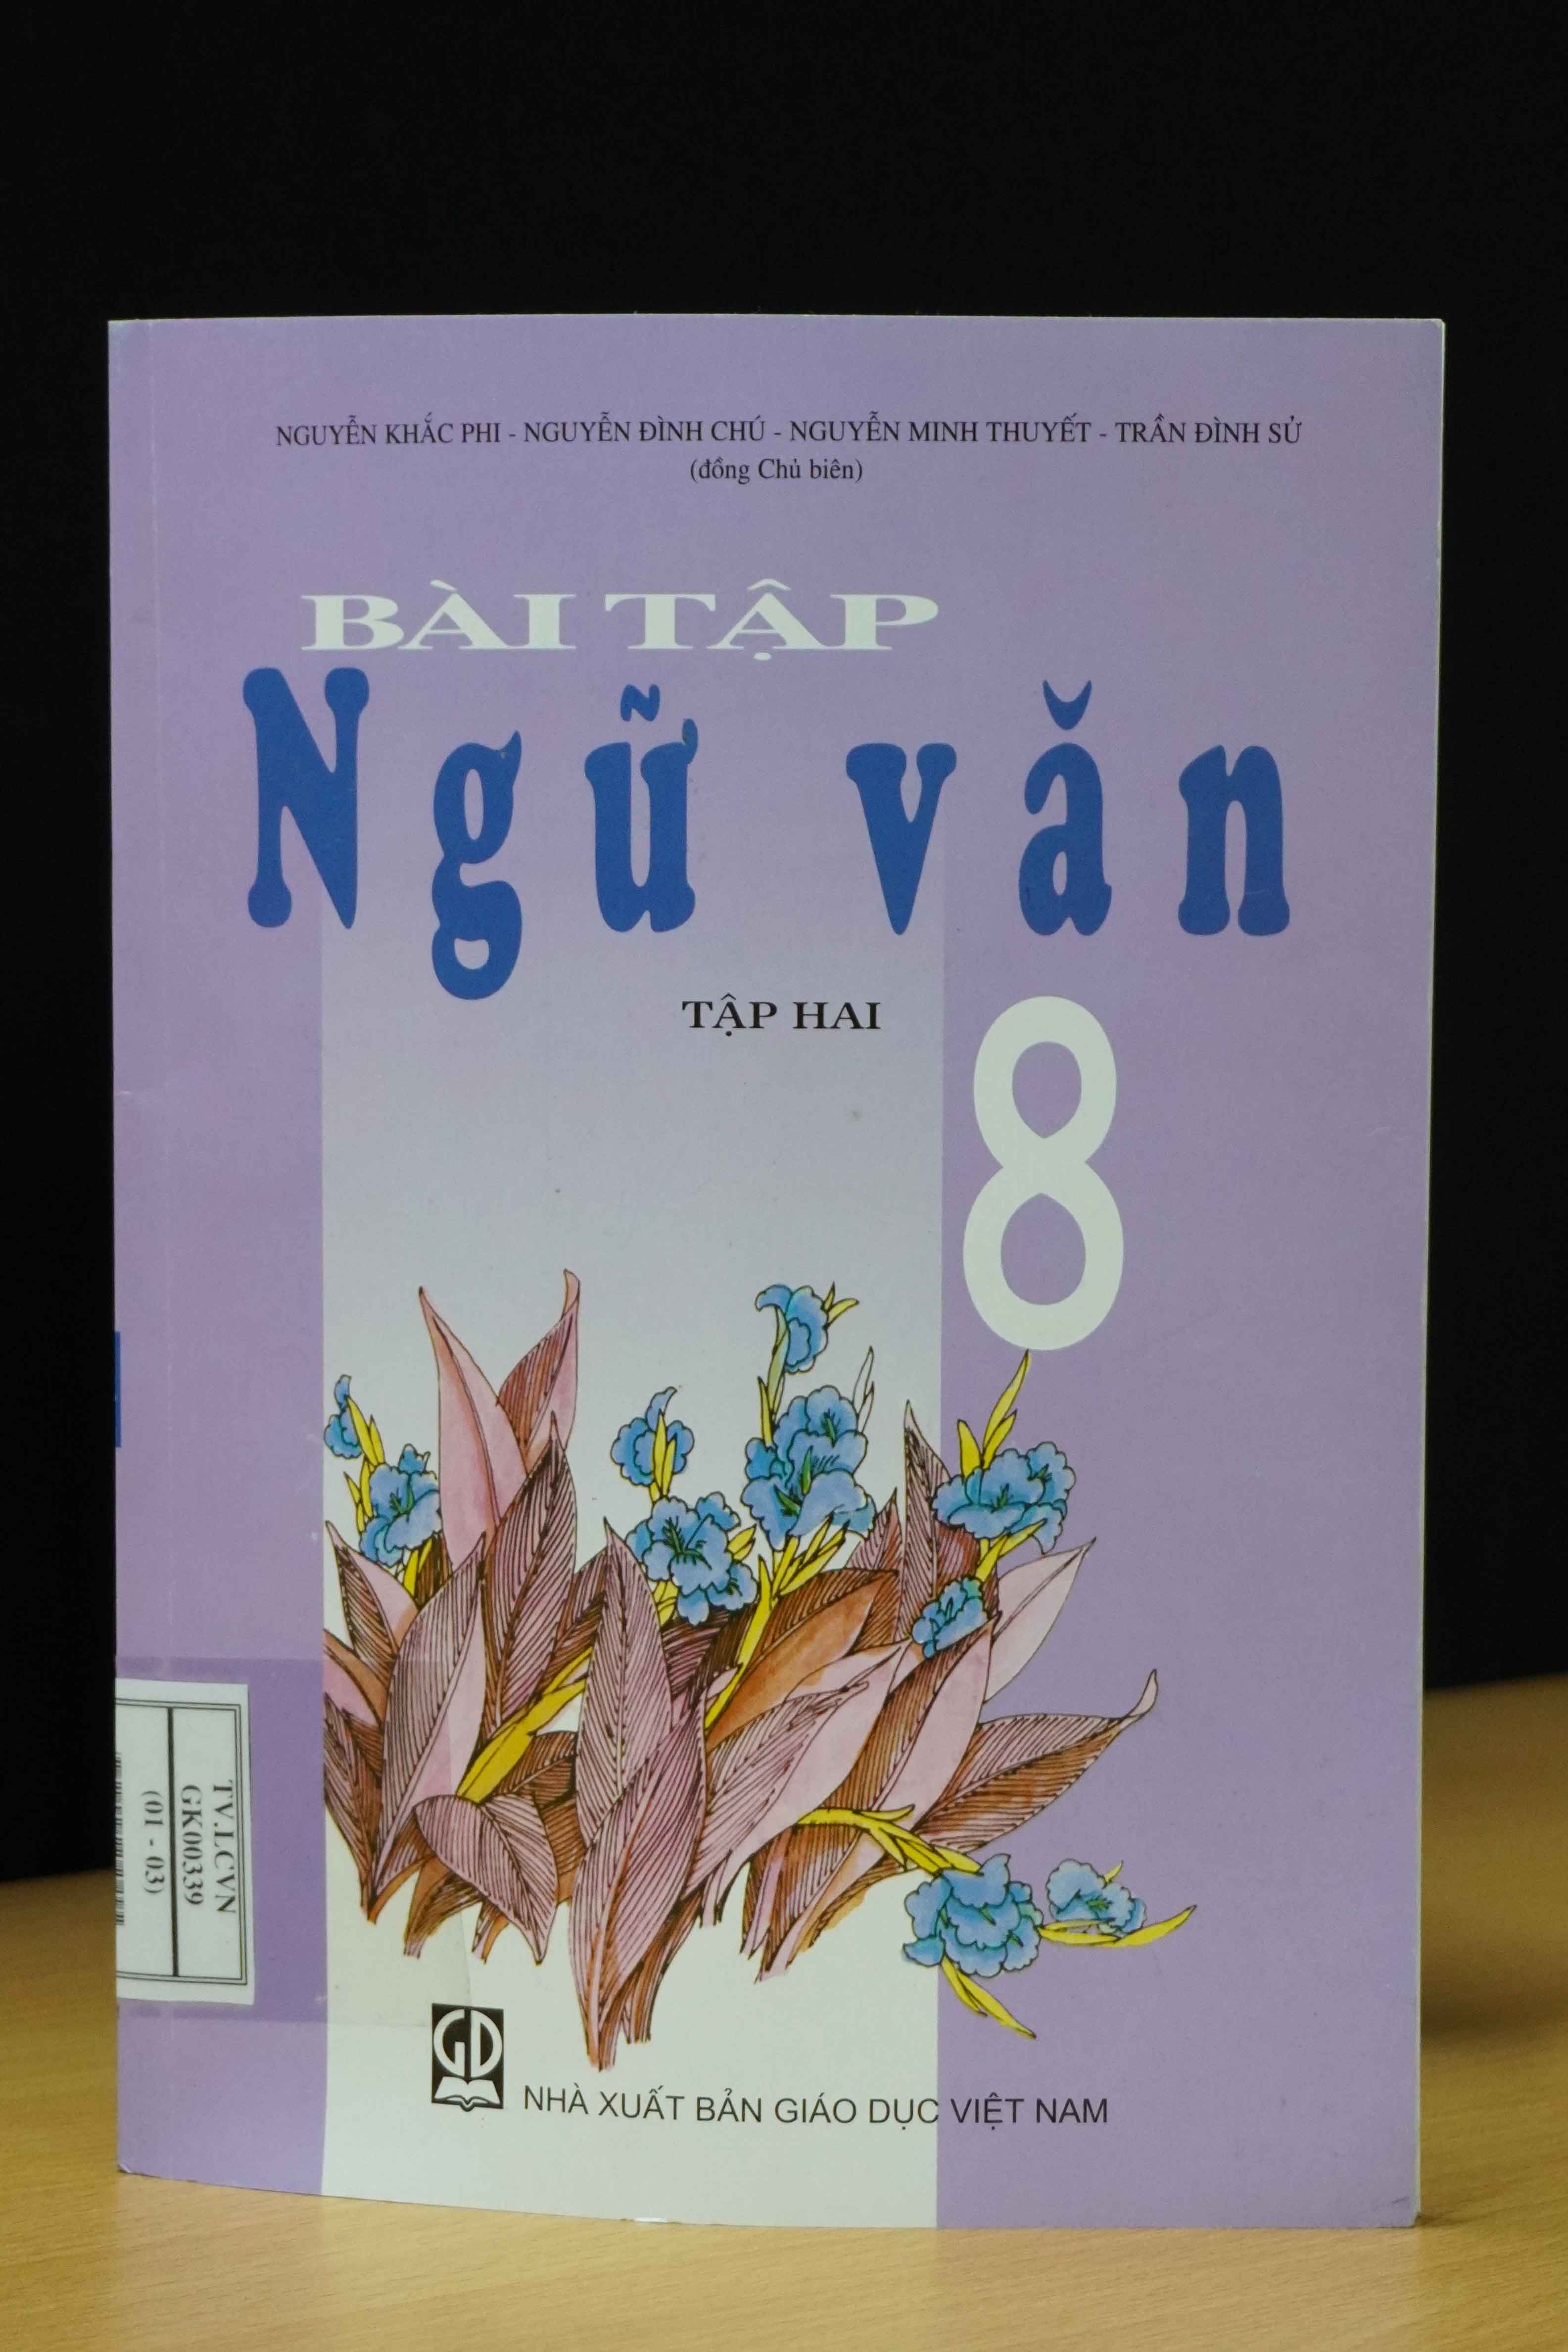 NGUYỄN KHẮC PHI - NGUYỄN ĐÌNH CHÚ - NGUYỄN MINH THUYẾT - TRẦN ĐÌNH SỬ
(đồng Chủ biên)
BÀI TẬP
Ngữ văn
TẬP HAI
8
TV.LCVN
GK00339
(01 - 03)
GD
NHÀ XUẤT BẢN GIÁO DỤC VIỆT NAM